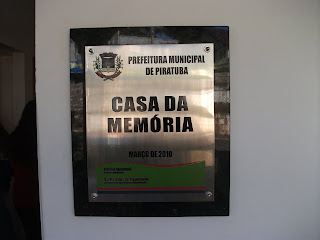 PREFEITURA MUNICIPAL
DE PIRATUBA
CASA DA
MEMÓRIA
MARÇO DE 2010